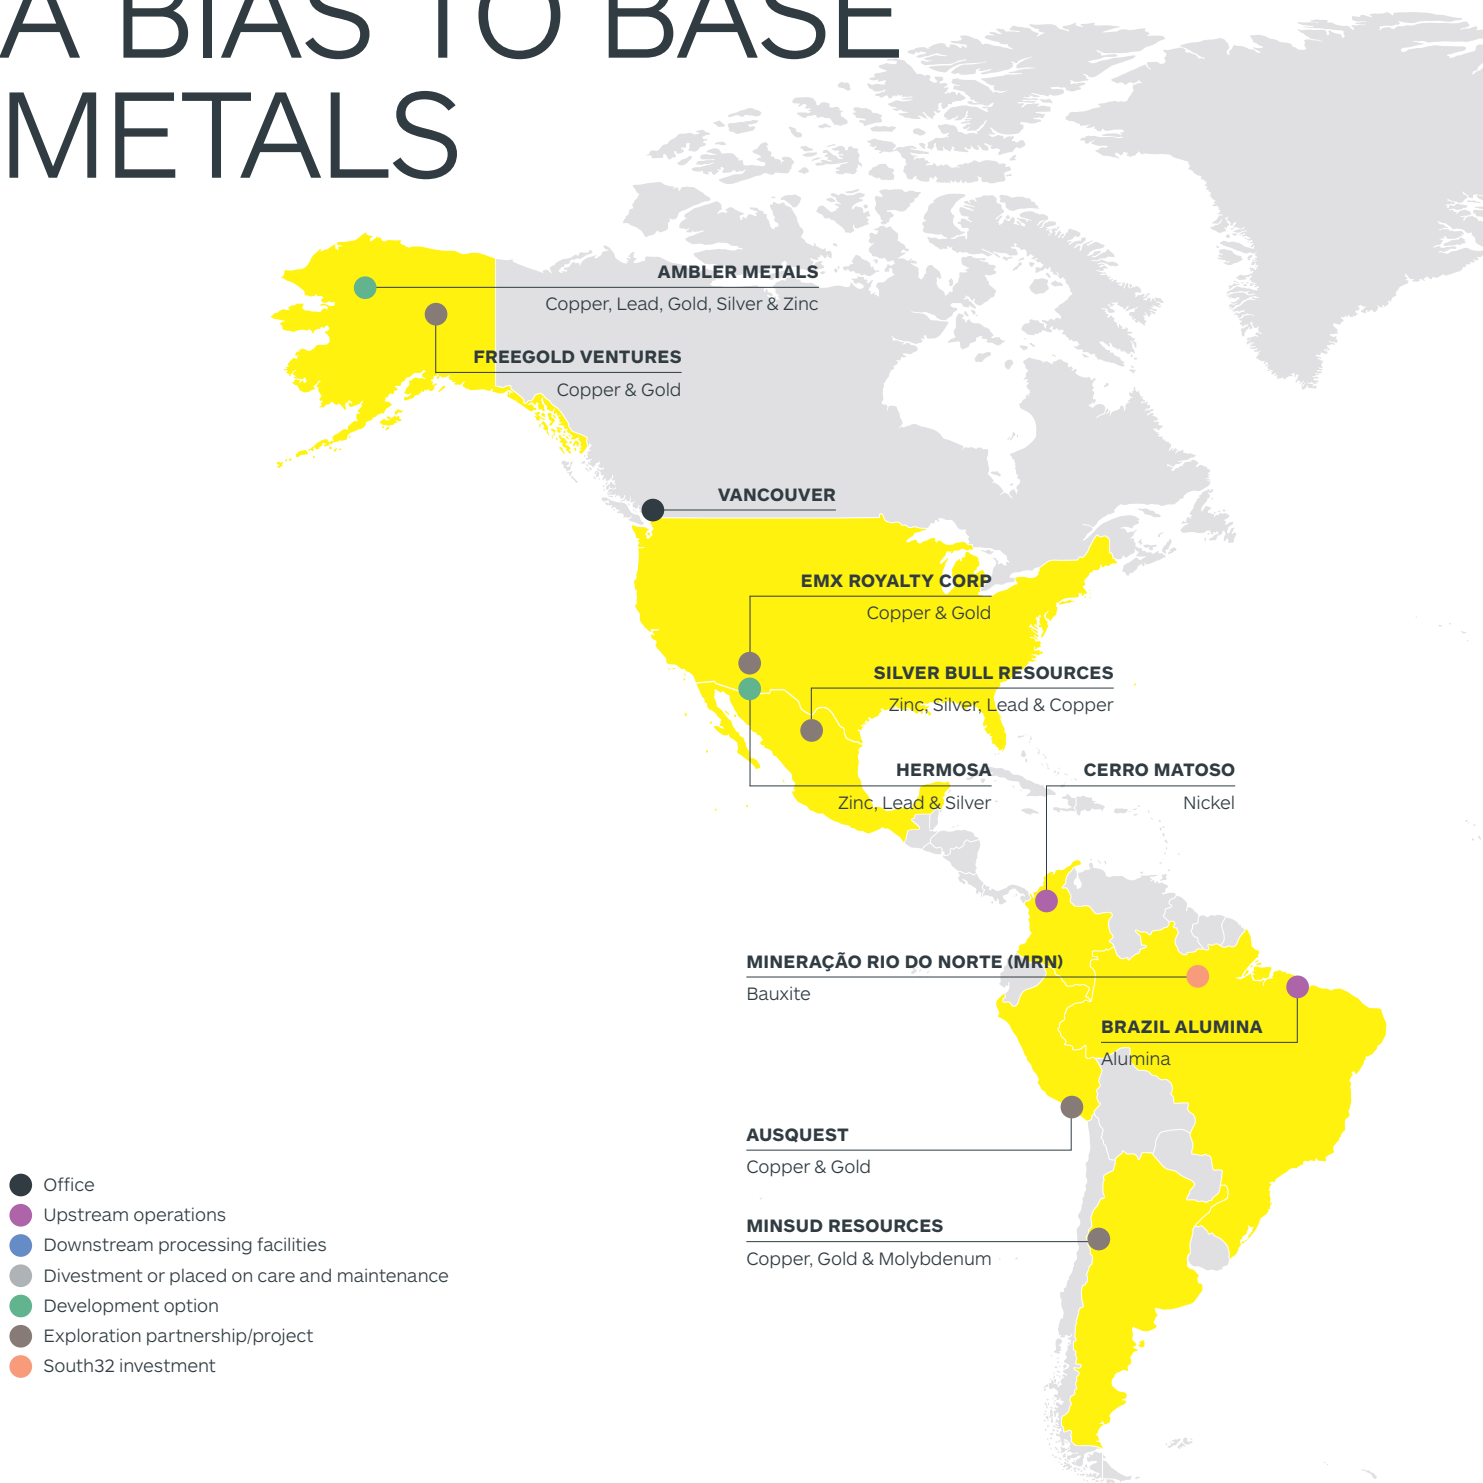 A BIAS TO BASE
METALS
AMBLER METALS
Copper, Lead, Gold, Silver & Zinc
FREEGOLD VENTURES
Copper & Gold
VANCOUVER
EMX ROYALTY CORP
Copper & Gold
SILVER BULL RESOURCES
Zinc, Silver, Lead & Copper
HERMOSA
Zinc, Lead & Silver
CERRO MATOSO
Nickel
MINERAÇÃO RIO DO NORTE (MRN)
Bauxite
BRAZIL ALUMINA
Alumina
AUSQUEST
Copper & Gold
MINSUD RESOURCES
Copper, Gold & Molybdenum
Office
Upstream operations
Downstream processing facilities
Divestment or placed on care and maintenance
Development option
Exploration partnership/project
South32 investment